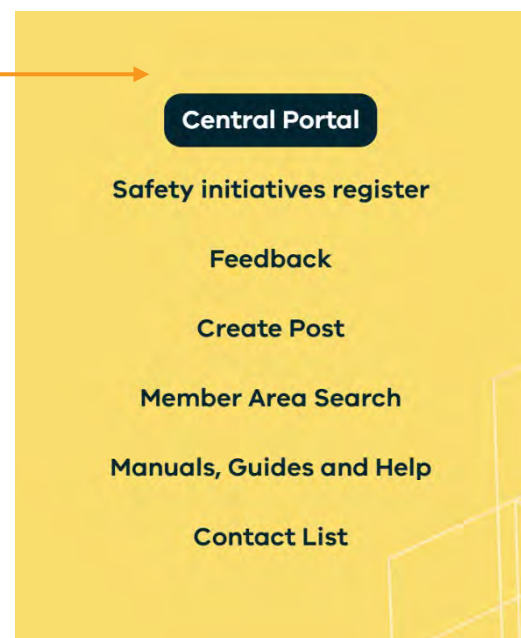 Central Portal
Safety initiatives register
Feedback
Create Post
Member Area Search
Manuals, Guides and Help
Contact List